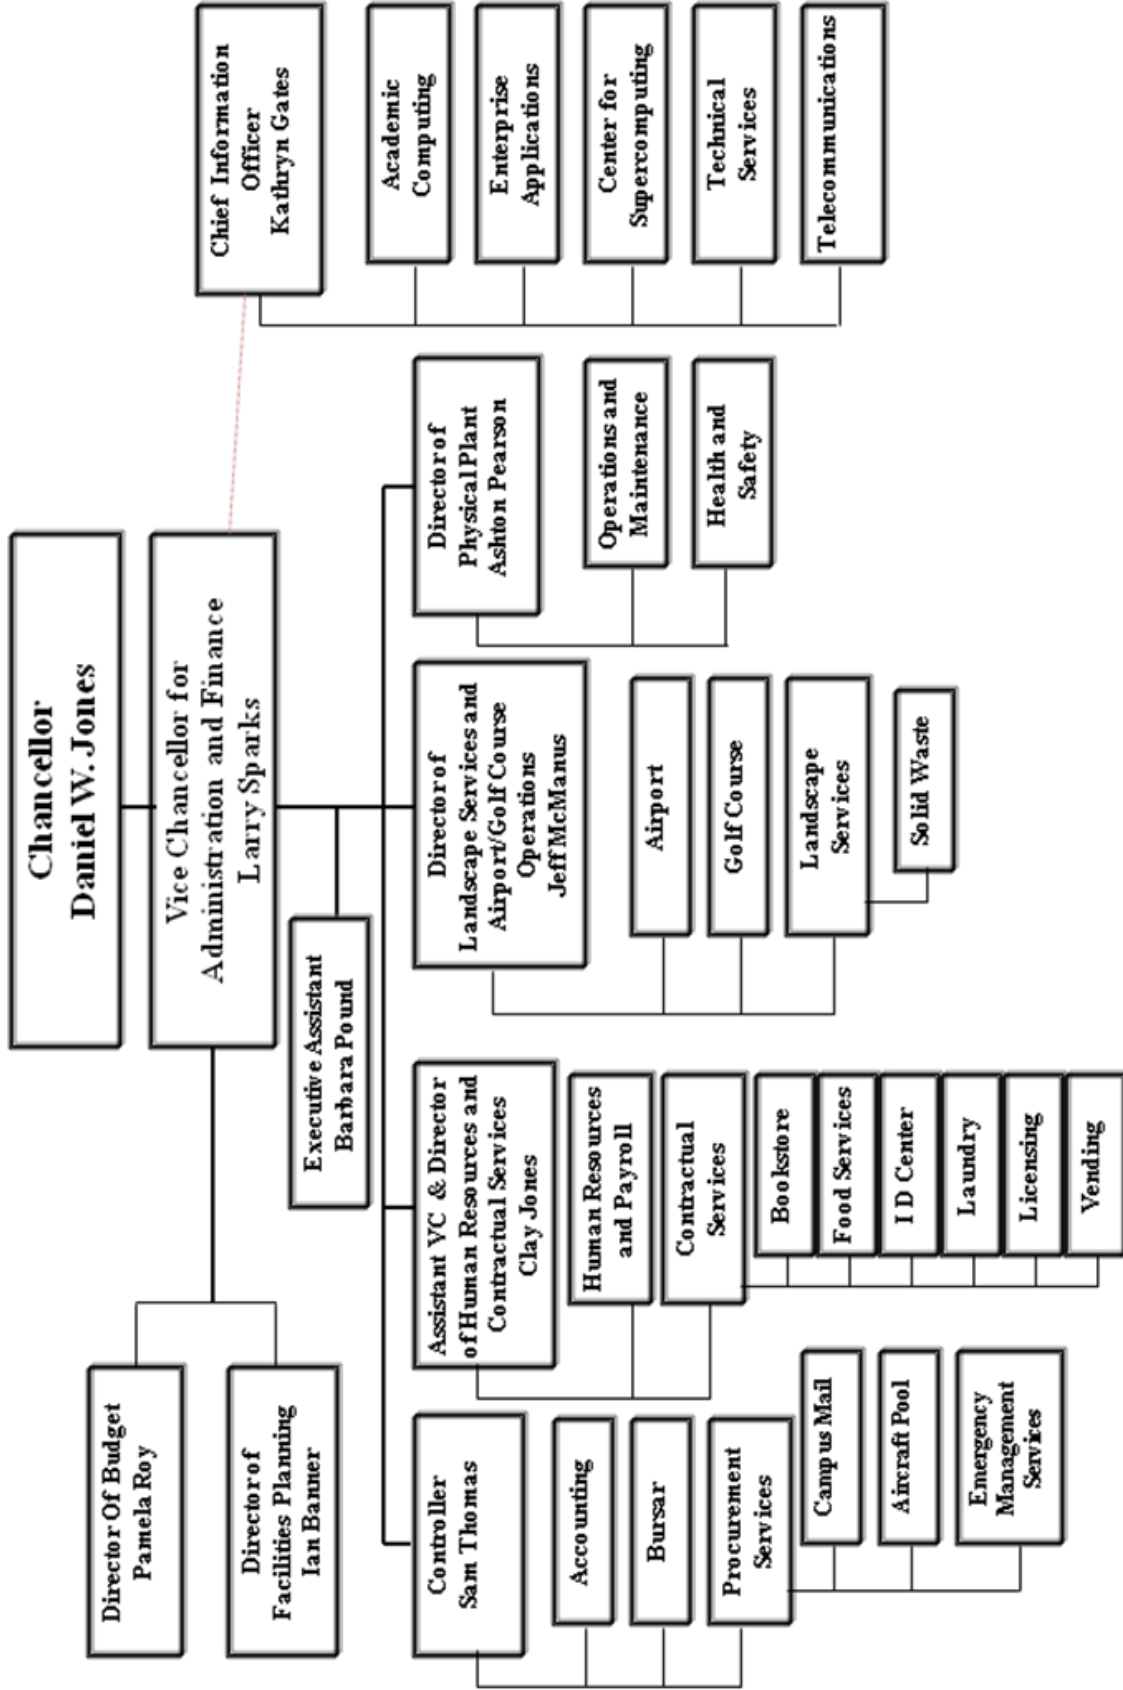 Chancellor
Daniel W. Jones
Vice Chancellor for
Administration and Finance
Larry Sparks
Director Of Budget
Pamela Roy
Director of
Facilities Planning
Ian Banner
Executive Assistant
Barbara Pound
Chief Information
Officer
Kathryn Gates
Academic
Computing
Enterprise
Applications
Center for
Supercomputing
Technical
Services
Telecommunications
Controller
Sam Thomas
Accounting
Bursar
Procurement
Services
Campus Mail
Aircraft Pool
Emergency
Management
Services
Assistant VC & Director
of Human Resources and
Contractual Services
Clay Jones
Human Resources
and Payroll
Contractual
Services
Bookstore
Food Services
ID Center
Laundry
Licensing
Vending
Director of
Landscape Services and
Airport/Golf Course
Operations
Jeff McManus
Airport
Golf Course
Landscape
Services
Solid Waste
Director of
Physical Plant
Ashton Pearson
Operations and
Maintenance
Health and
Safety